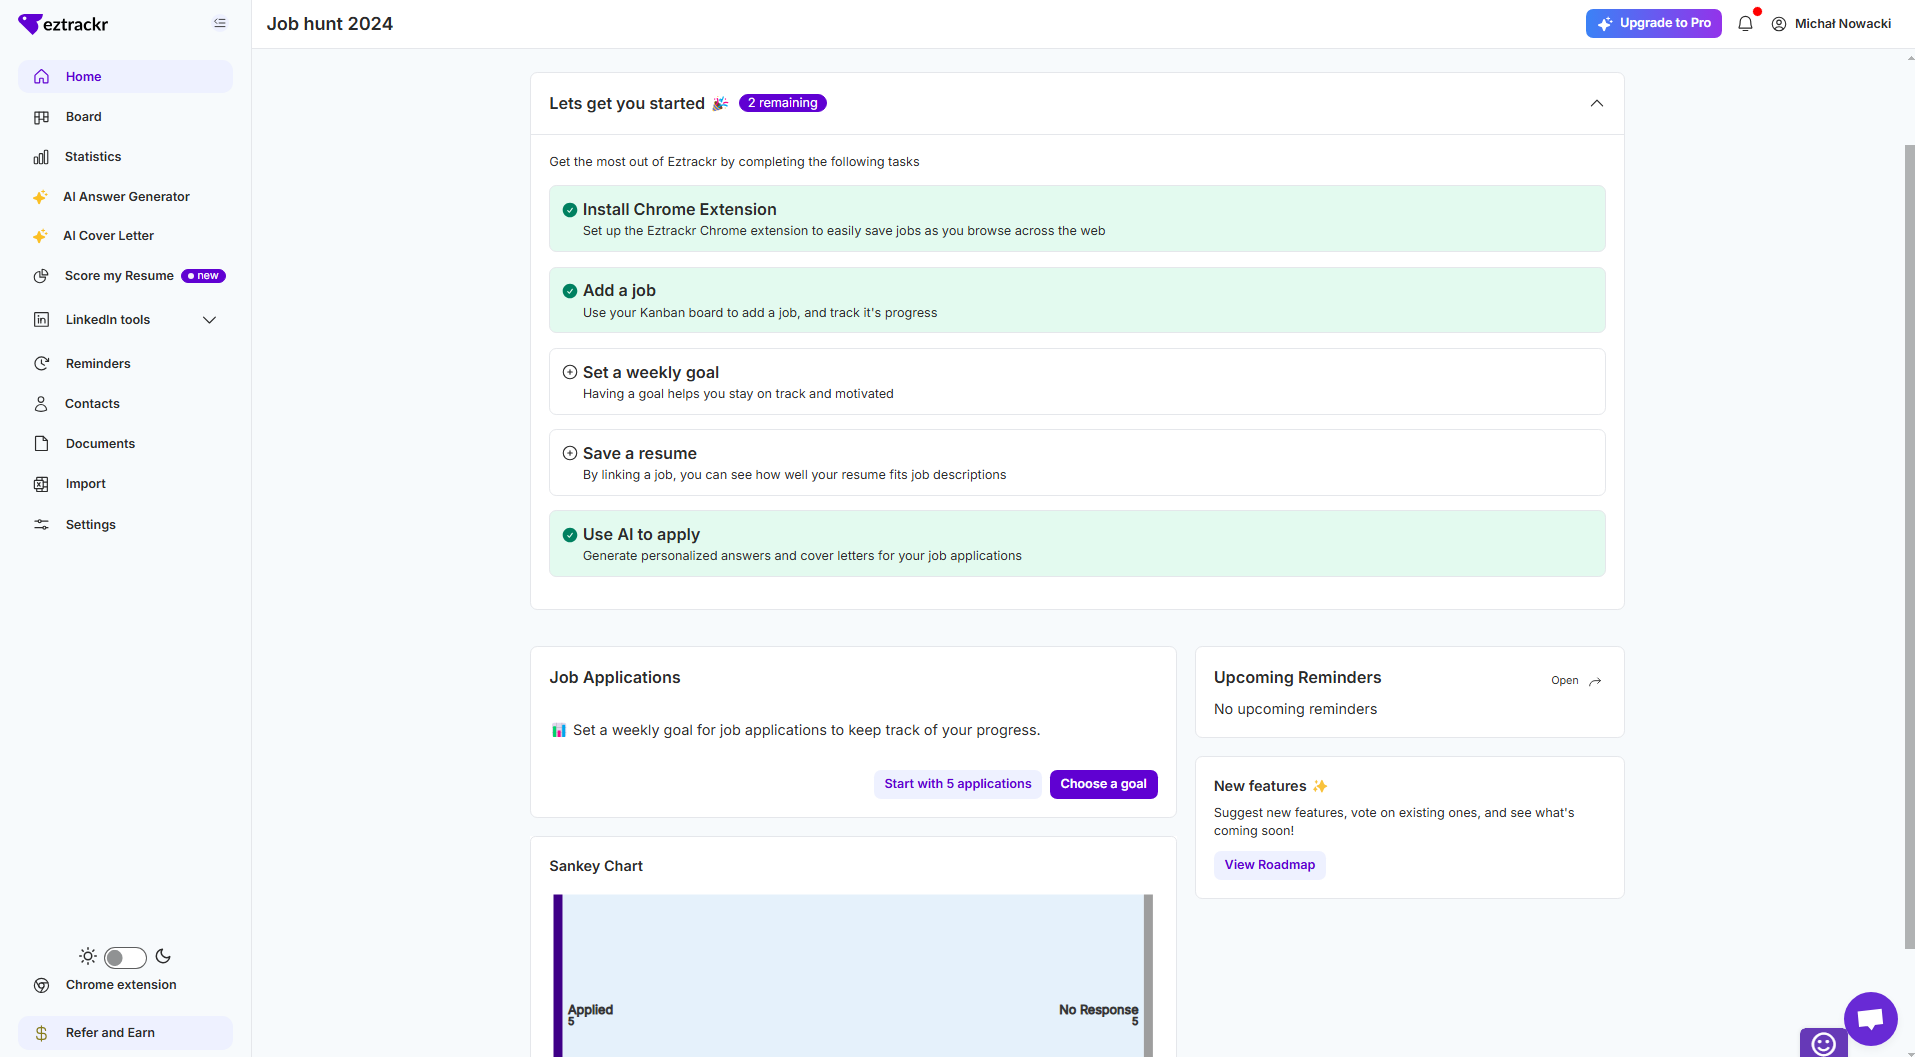 eztrackr
Job hunt 2024
Upgrade to Pro
Michał Nowacki
Home
Board
Statistics
AI Answer Generator
AI Cover Letter
Score my Resume new
LinkedIn tools
Reminders
Contacts
Documents
Import
Settings
Chrome extension
Refer and Earn
Lets get you started 🎉 2 remaining
Get the most out of Eztrackr by completing the following tasks
Install Chrome Extension
Set up the Eztrackr Chrome extension to easily save jobs as you browse across the web
Add a job
Use your Kanban board to add a job, and track it's progress
Set a weekly goal
Having a goal helps you stay on track and motivated
Save a resume
By linking a job, you can see how well your resume fits job descriptions
Use AI to apply
Generate personalized answers and cover letters for your job applications
Job Applications
📊 Set a weekly goal for job applications to keep track of your progress.
Start with 5 applications
Choose a goal
Sankey Chart
Applied
5
No Response
5
Upcoming Reminders
Open
No upcoming reminders
New features ✨
Suggest new features, vote on existing ones, and see what's
coming soon!
View Roadmap